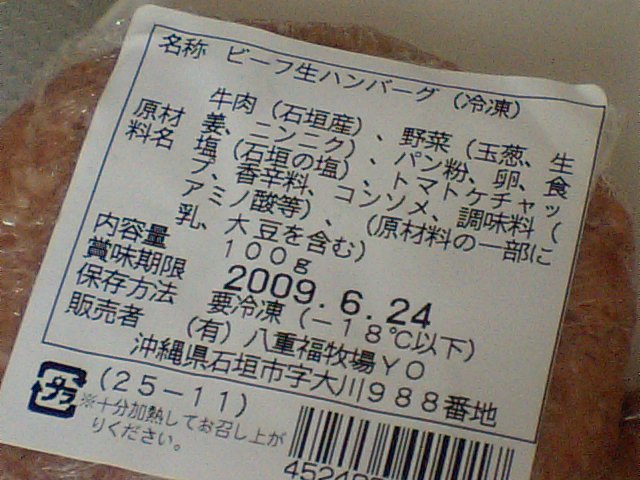 名称 ビーフ生ハンバーグ(冷凍)
原材料名
牛肉(石垣産)、野菜(玉葱、生
姜、ニンニク)、パン粉、卵、食
塩(石垣の塩)、トマトケチャッ
プ、香辛料、コンソメ、調味料(
アミノ酸等)、(原材料の一部に
乳、大豆を含む)
内容量 100g
賞味期限 2009.6.24
保存方法 要冷凍(-18℃以下)
販売者 (有)八重福牧場YO
沖縄県石垣市字大川988番地
プラ
(25-11)
※十分加熱してお召し上が
りください。